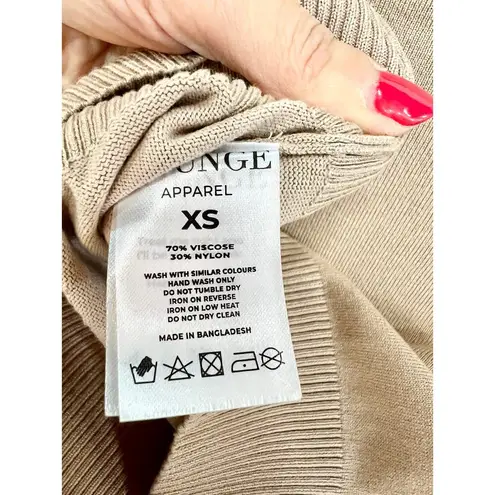 UNGE
APPAREL
XS
70% VISCOSE
30% NYLON
WASH WITH SIMILAR COLOURS
HAND WASH ONLY
DO NOT TUMBLE DRY
IRON ON REVERSE
IRON ON LOW HEAT
DO NOT DRY CLEAN
MADE IN BANGLADESH